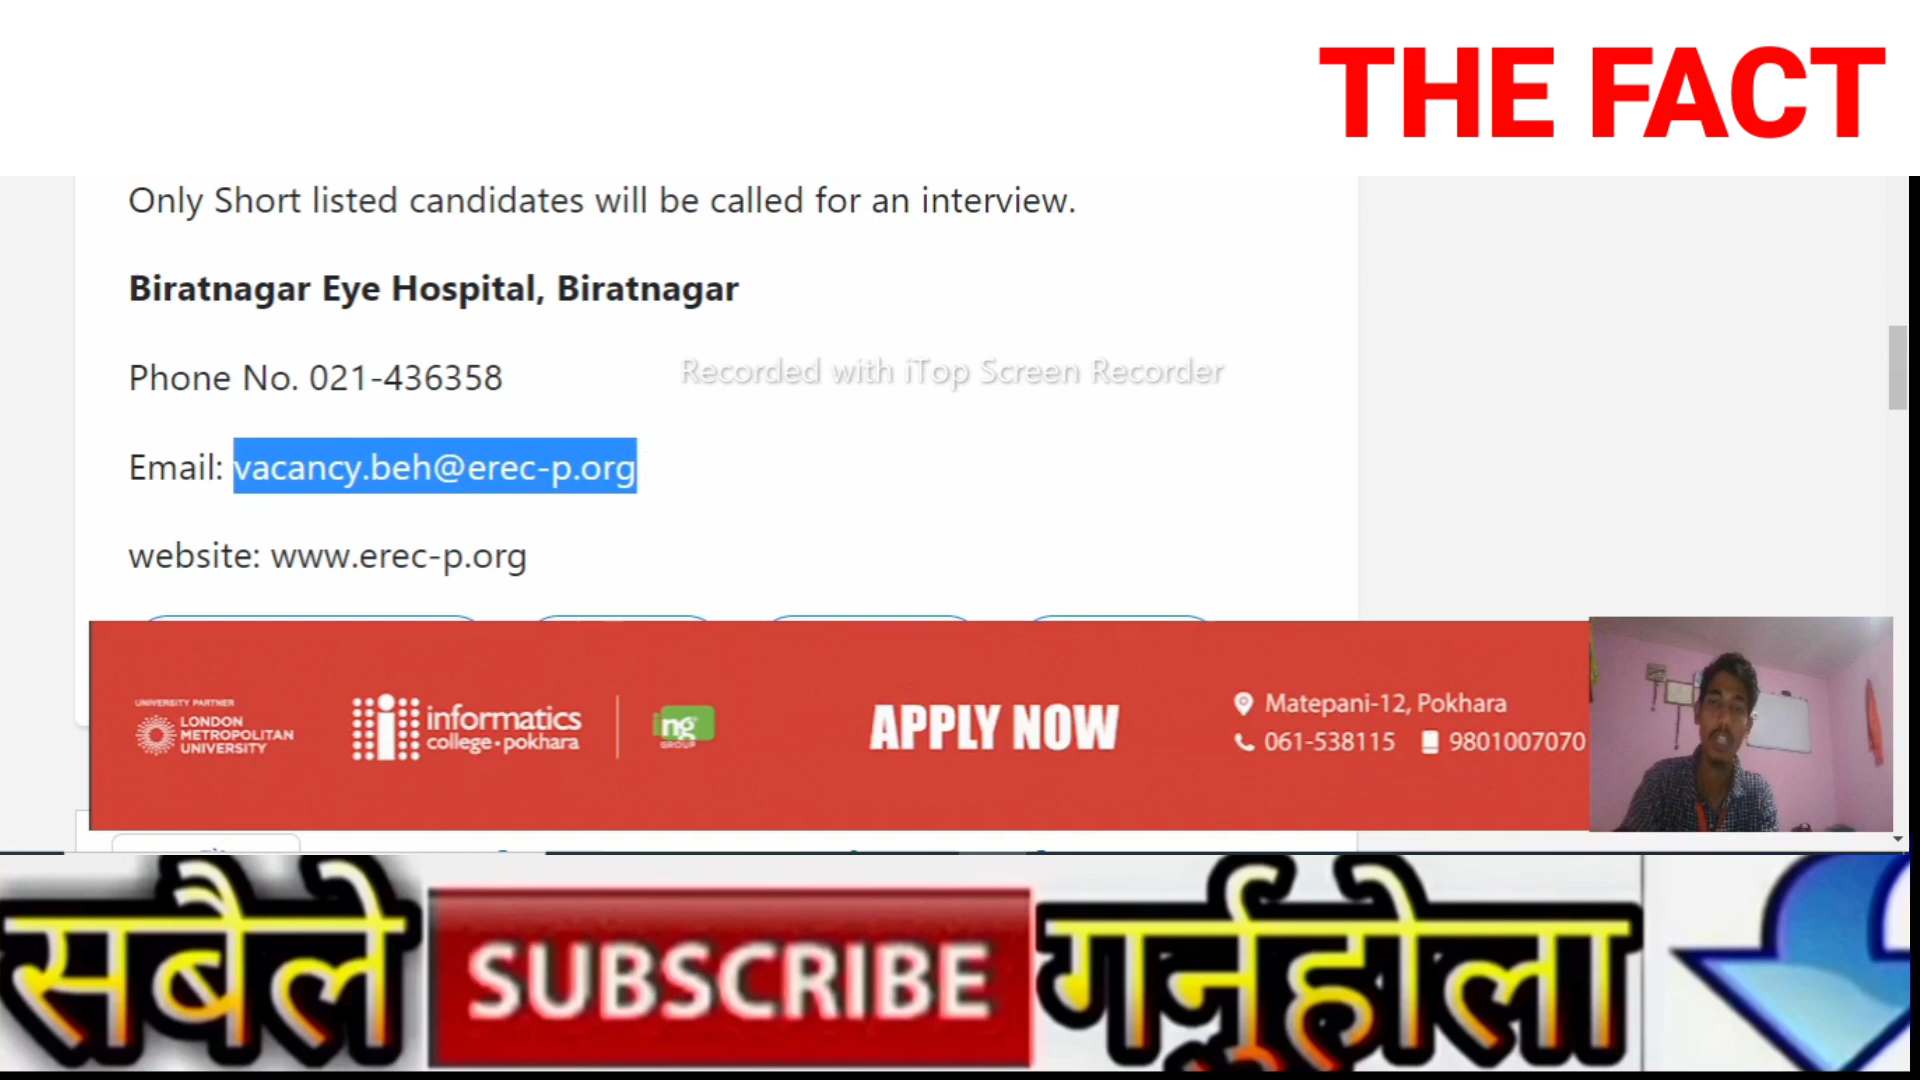 THE FACT
Only Short listed candidates will be called for an interview.
Biratnagar Eye Hospital, Biratnagar
Phone No. 021-436358
Recorded with iTop Screen Recorder
Email: vacancy.beh@erec-p.org
website: www.erec-p.org
UNIVERSITY PARTNER
LONDON
METROPOLITAN
UNIVERSITY
informatics
college•pokhara
ing
GROUP
APPLY NOW
Matepani-12, Pokhara
061-538115 9801007070
सबैले SUBSCRIBE गर्नुहोला